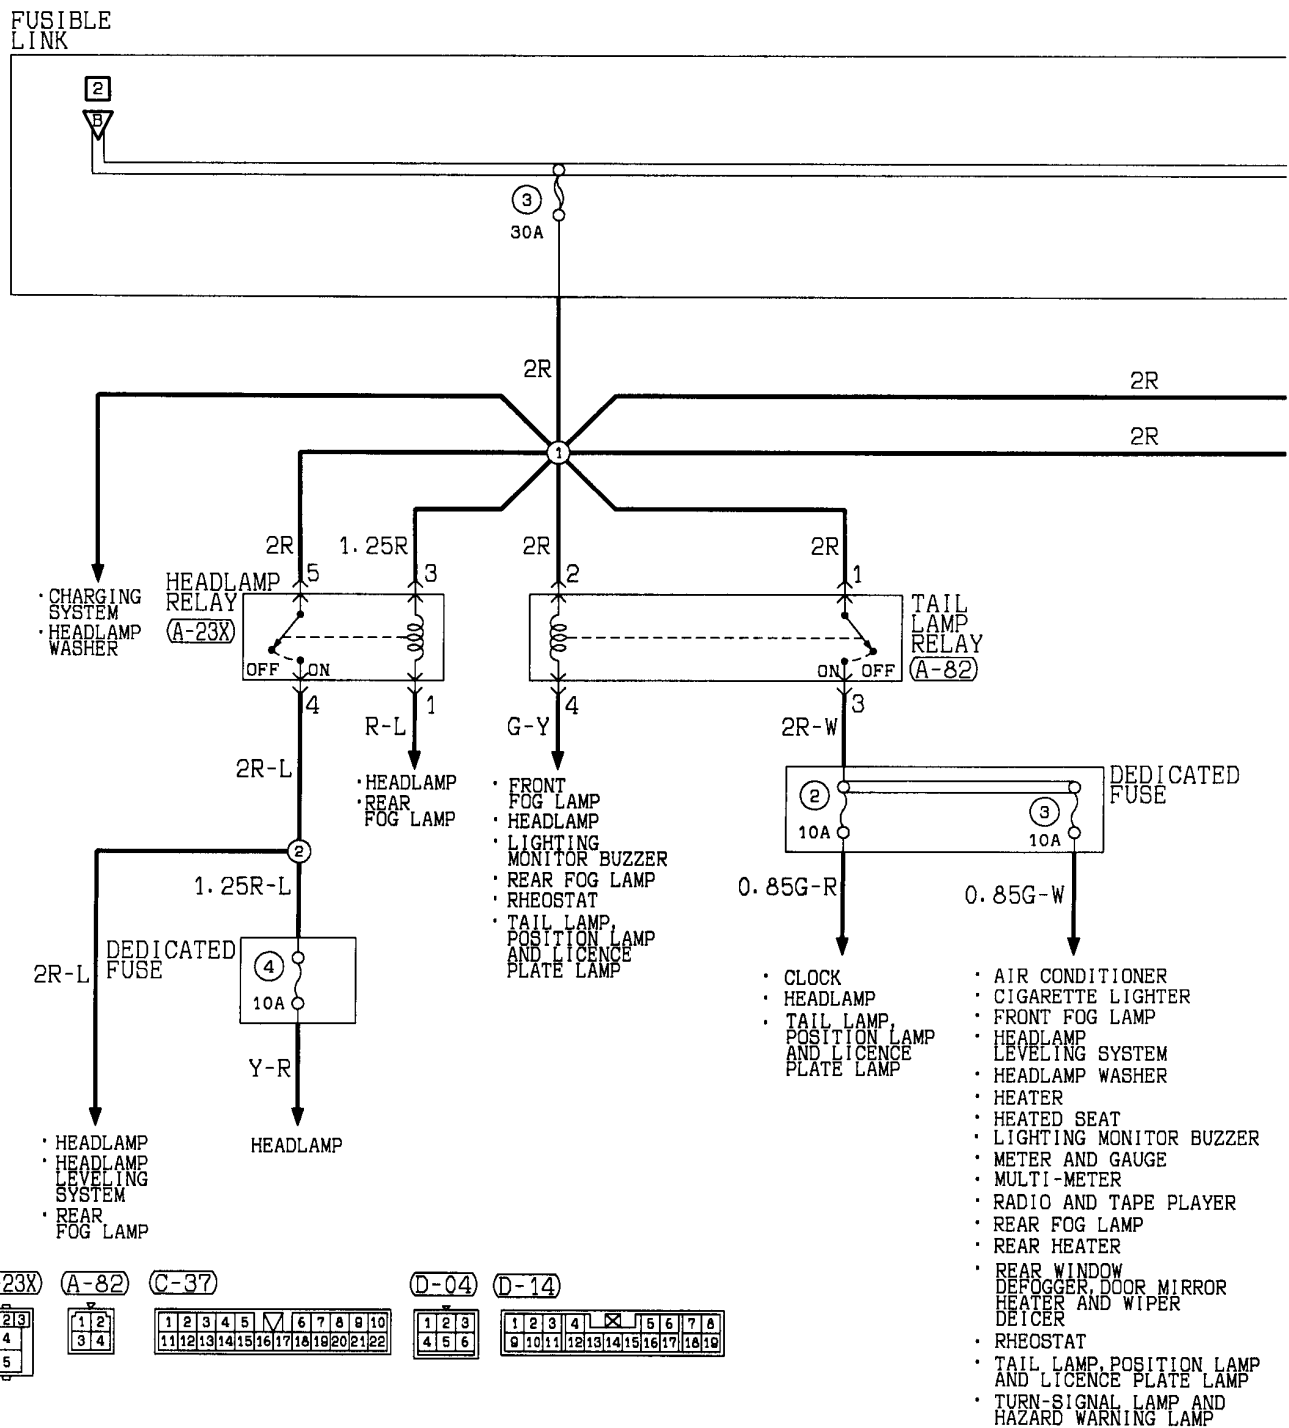 FUSIBLE
LINK
2
B
3
30A
2R
2R
2R
1
2R
1.25R
2R
2R
5
3
2
1
HEADLAMP
RELAY
(A-23X)
· CHARGING
SYSTEM
· HEADLAMP
WASHER
OFF
ON
ON
OFF
TAIL
LAMP
RELAY
(A-82)
4
1
4
3
R-L
G-Y
2R-W
2R-L
· HEADLAMP
· REAR
FOG LAMP
· FRONT
FOG LAMP
· HEADLAMP
· LIGHTING
MONITOR BUZZER
· REAR FOG LAMP
· RHEOSTAT
· TAIL LAMP,
POSITION LAMP
AND LICENCE
PLATE LAMP
2
10A
3
10A
DEDICATED
FUSE
2
1.25R-L
0.85G-R
0.85G-W
2R-L
DEDICATED
FUSE
4
10A
Y-R
· HEADLAMP
· HEADLAMP
LEVELING
SYSTEM
· REAR
FOG LAMP
HEADLAMP
· CLOCK
· HEADLAMP
· TAIL LAMP,
POSITION LAMP
AND LICENCE
PLATE LAMP
· AIR CONDITIONER
· CIGARETTE LIGHTER
· FRONT FOG LAMP
· HEADLAMP
LEVELING SYSTEM
· HEADLAMP WASHER
· HEATER
· HEATED SEAT
· LIGHTING MONITOR BUZZER
· METER AND GAUGE
· MULTI-METER
· RADIO AND TAPE PLAYER
· REAR FOG LAMP
· REAR HEATER
· REAR WINDOW
DEFOGGER, DOOR MIRROR
HEATER AND WIPER
DEICER
· RHEOSTAT
· TAIL LAMP, POSITION LAMP
AND LICENCE PLATE LAMP
· TURN-SIGNAL LAMP AND
HAZARD WARNING LAMP
-23X)
2 3
4
5
(A-82)
1 2
3 4
(C-37)
1 2 3 4 5 6 7 8 9 10
11 12 13 14 15 16 17 18 19 20 21 22
(D-04)
1 2 3
4 5 6
(D-14)
1 2 3 4 5 6 7 8
9 10 11 12 13 14 15 16 17 18 19